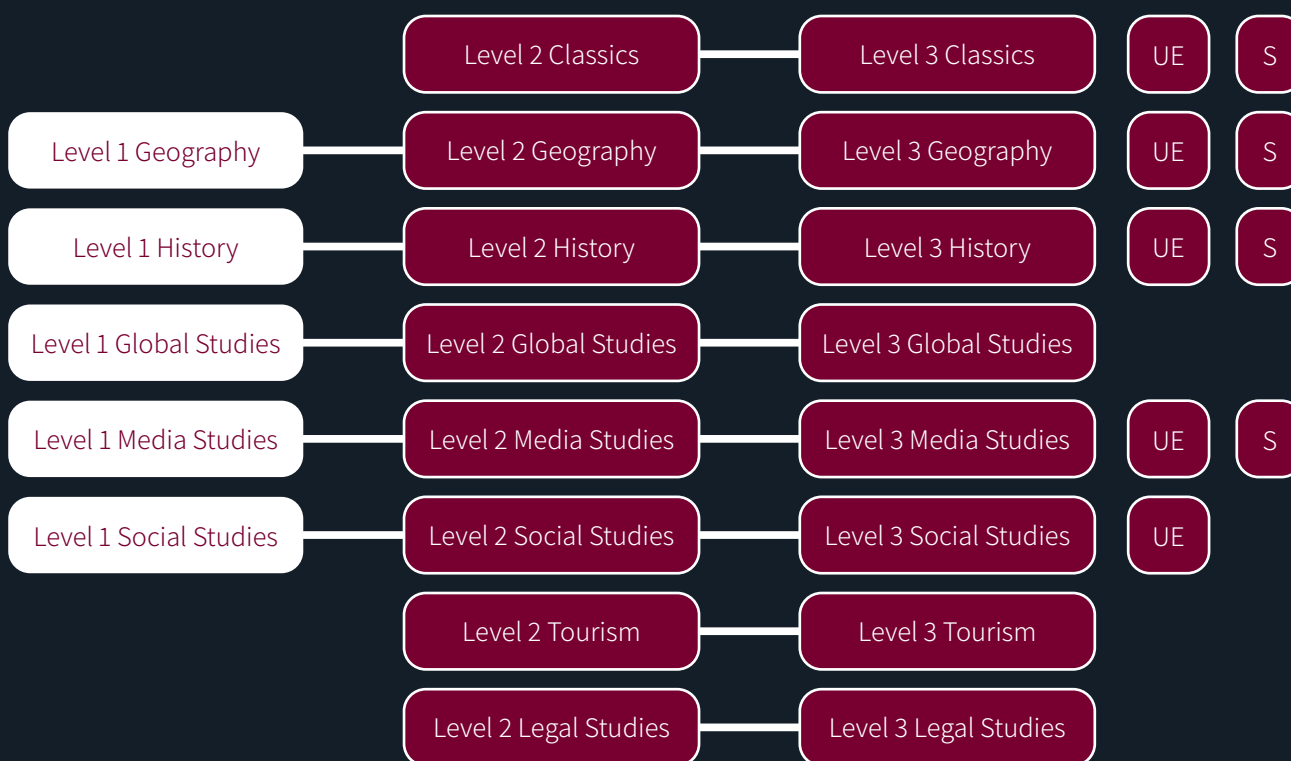 Level 2 Classics Level 3 Classics UE S
Level 1 Geography Level 2 Geography Level 3 Geography UE S
Level 1 History Level 2 History Level 3 History UE S
Level 1 Global Studies Level 2 Global Studies Level 3 Global Studies
Level 1 Media Studies Level 2 Media Studies Level 3 Media Studies UE S
Level 1 Social Studies Level 2 Social Studies Level 3 Social Studies UE
Level 2 Tourism Level 3 Tourism
Level 2 Legal Studies Level 3 Legal Studies